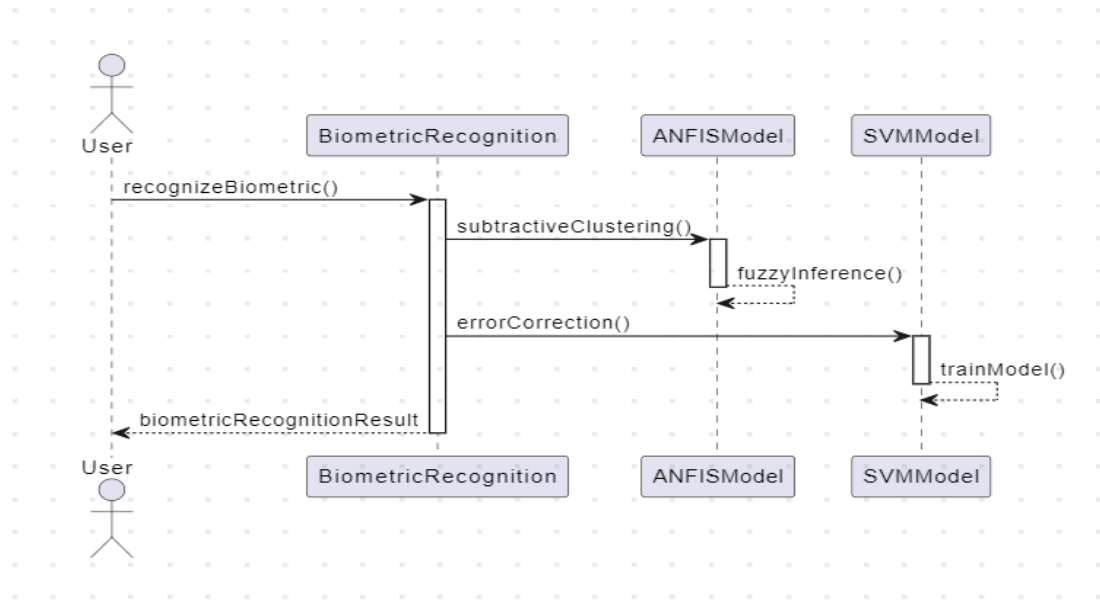 User
BiometricRecognition
ANFISModel
SVMModel
recognizeBiometric()
subtractiveClustering()
fuzzyInference()
errorCorrection()
trainModel()
biometricRecognitionResult
User
BiometricRecognition
ANFISModel
SVMModel